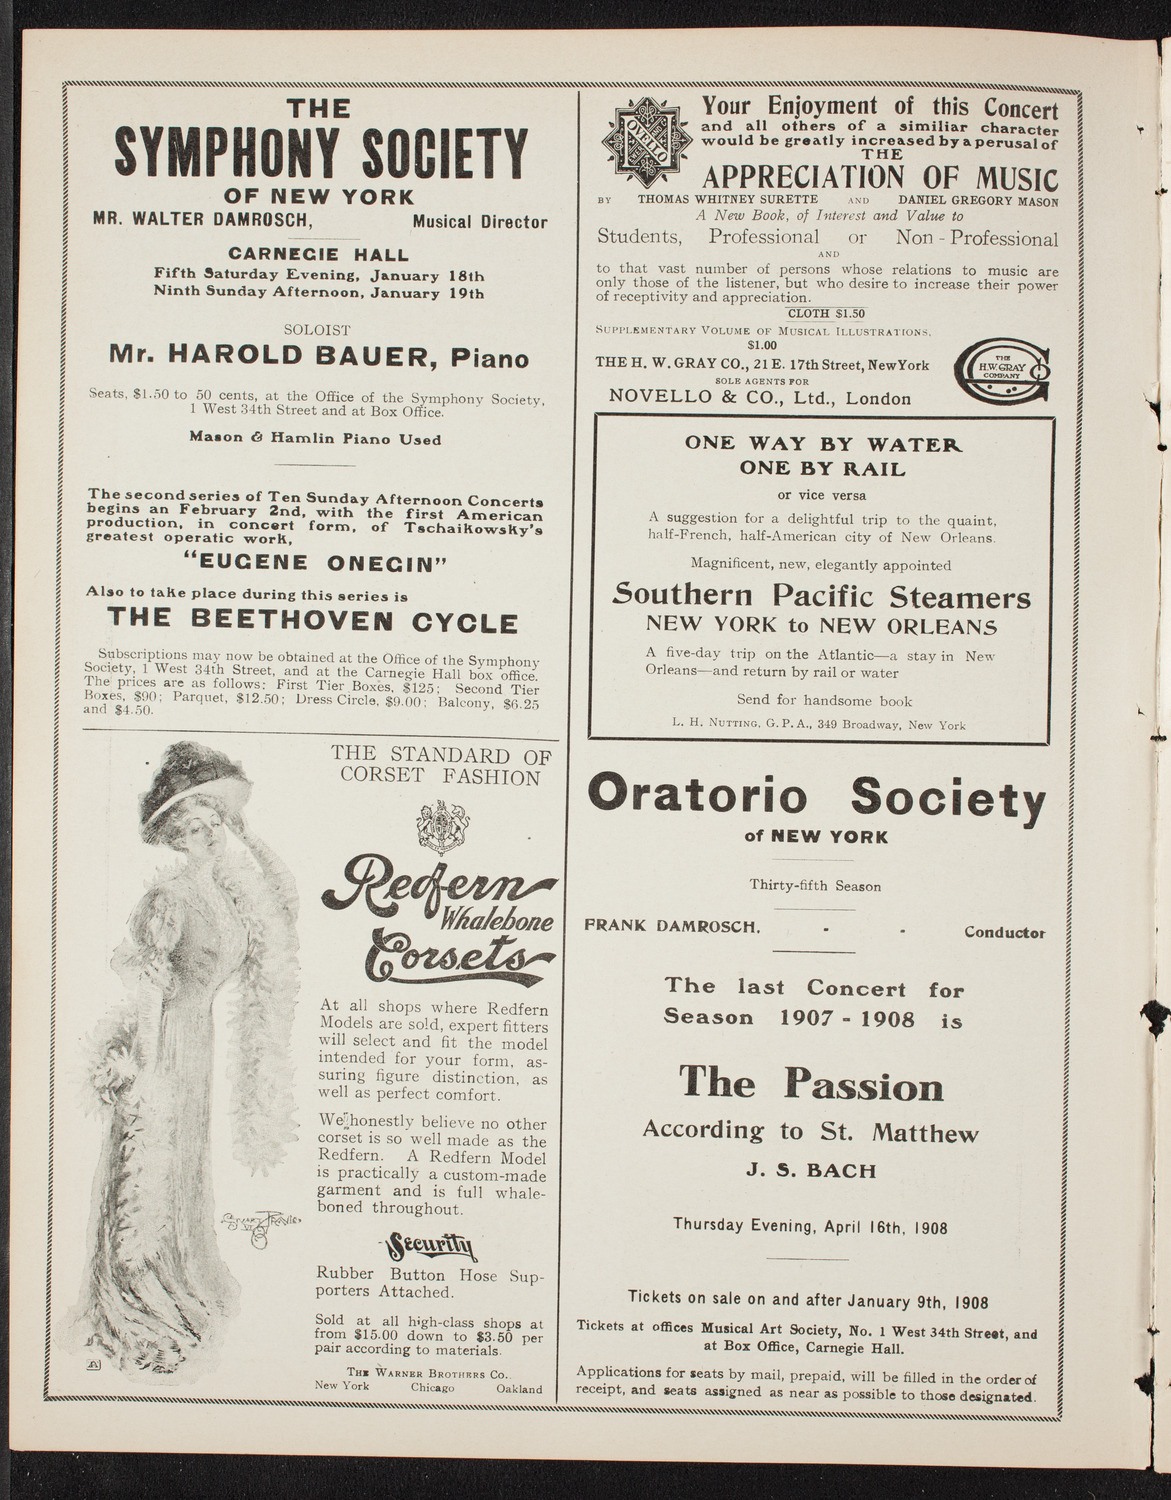 THE
SYMPHONY SOCIETY
OF NEW YORK
MR. WALTER DAMROSCH, Musical Director
CARNEGIE HALL
Fifth Saturday Evening, January 18th
Ninth Sunday Afternoon, January 19th
SOLOIST
Mr. HAROLD BAUER, Piano
Seats, $1.50 to 50 cents, at the Office of the Symphony Society,
1 West 34th Street and at Box Office.
Mason & Hamlin Piano Used
The second series of Ten Sunday Afternoon Concerts
begins an February 2nd, with the first American
production, in concert form, of Tschaikowsky's
greatest operatic work,
"EUGENE ONEGIN"
Also to take place during this series is
THE BEETHOVEN CYCLE
Subscriptions may now be obtained at the Office of the Symphony
Society, 1 West 34th Street, and at the Carnegie Hall box office.
The prices are as follows: First Tier Boxes, $125; Second Tier
Boxes, $90; Parquet, $12.50; Dress Circle, $9.00; Balcony, $6.25
and $4.50.
THE STANDARD OF
CORSET FASHION
Redfern
Whalebone
Corsets
At all shops where Redfern
Models are sold, expert fitters
will select and fit the model
intended for your form, as-
suring figure distinction, as
well as perfect comfort.
We honestly believe no other
corset is so well made as the
Redfern. A Redfern Model
is practically a custom-made
garment and is full whale-
boned throughout.
Security
Rubber Button Hose Sup-
porters Attached.
Sold at all high-class shops at
from $15.00 down to $3.50 per
pair according to materials.
THE WARNER BROTHERS CO.
New York Chicago Oakland
NOVELLO
Your Enjoyment of this Concert
and all others of a similiar character
would be greatly increased by a perusal of
THE
APPRECIATION OF MUSIC
BY THOMAS WHITNEY SURETTE AND DANIEL GREGORY MASON
A New Book, of Interest and Value to
Students, Professional or Non-Professional
AND
to that vast number of persons whose relations to music are
only those of the listener, but who desire to increase their power
of receptivity and appreciation.
CLOTH $1.50
SUPPLEMENTARY VOLUME OF MUSICAL ILLUSTRATIONS,
$1.00
THE H. W. GRAY CO., 21 E. 17th Street, New York
SOLE AGENTS FOR
NOVELLO & CO., Ltd., London
THE
H.W. GRAY
COMPANY
ONE WAY BY WATER
ONE BY RAIL
or vice versa
A suggestion for a delightful trip to the quaint,
half-French, half-American city of New Orleans.
Magnificent, new, elegantly appointed
Southern Pacific Steamers
NEW YORK to NEW ORLEANS
A five-day trip on the Atlantic—a stay in New
Orleans—and return by rail or water
Send for handsome book
L. H. NUTTING, G. P. A., 349 Broadway, New York
Oratorio Society
of NEW YORK
Thirty-fifth Season
FRANK DAMROSCH, - - Conductor
The last Concert for
Season 1907 - 1908 is
The Passion
According to St. Matthew
J. S. BACH
Thursday Evening, April 16th, 1908
Tickets on sale on and after January 9th, 1908
Tickets at offices Musical Art Society, No. 1 West 34th Street, and
at Box Office, Carnegie Hall.
Applications for seats by mail, prepaid, will be filled in the order of
receipt, and seats assigned as near as possible to those designated.